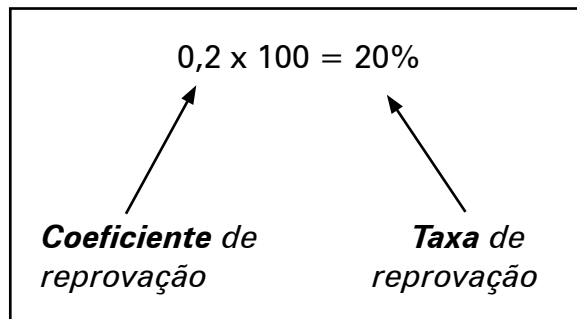 0,2 x 100 = 20%
Coeficiente de
reprovação
Taxa de
reprovação